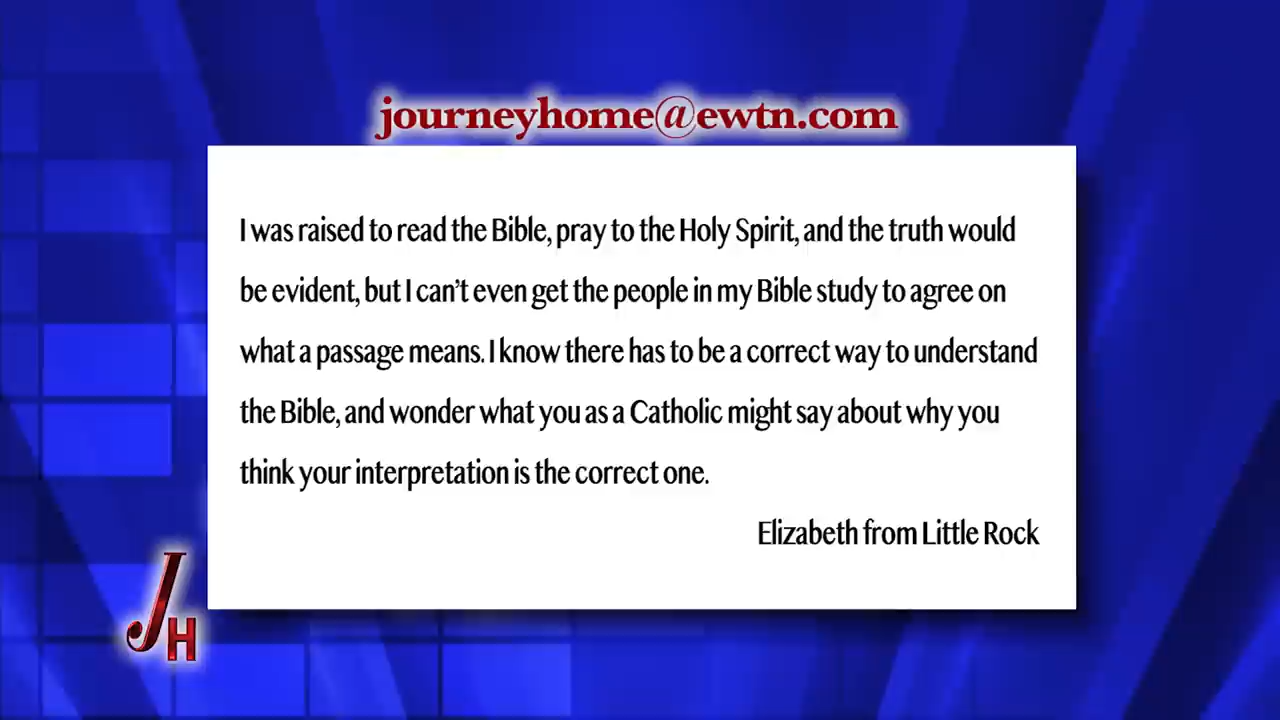 journeyhome@ewtn.com
I was raised to read the Bible, pray to the Holy Spirit, and the truth would
be evident, but I can't even get the people in my Bible study to agree on
what a passage means. I know there has to be a correct way to understand
the Bible, and wonder what you as a Catholic might say about why you
think your interpretation is the correct one.
Elizabeth from Little Rock
JH